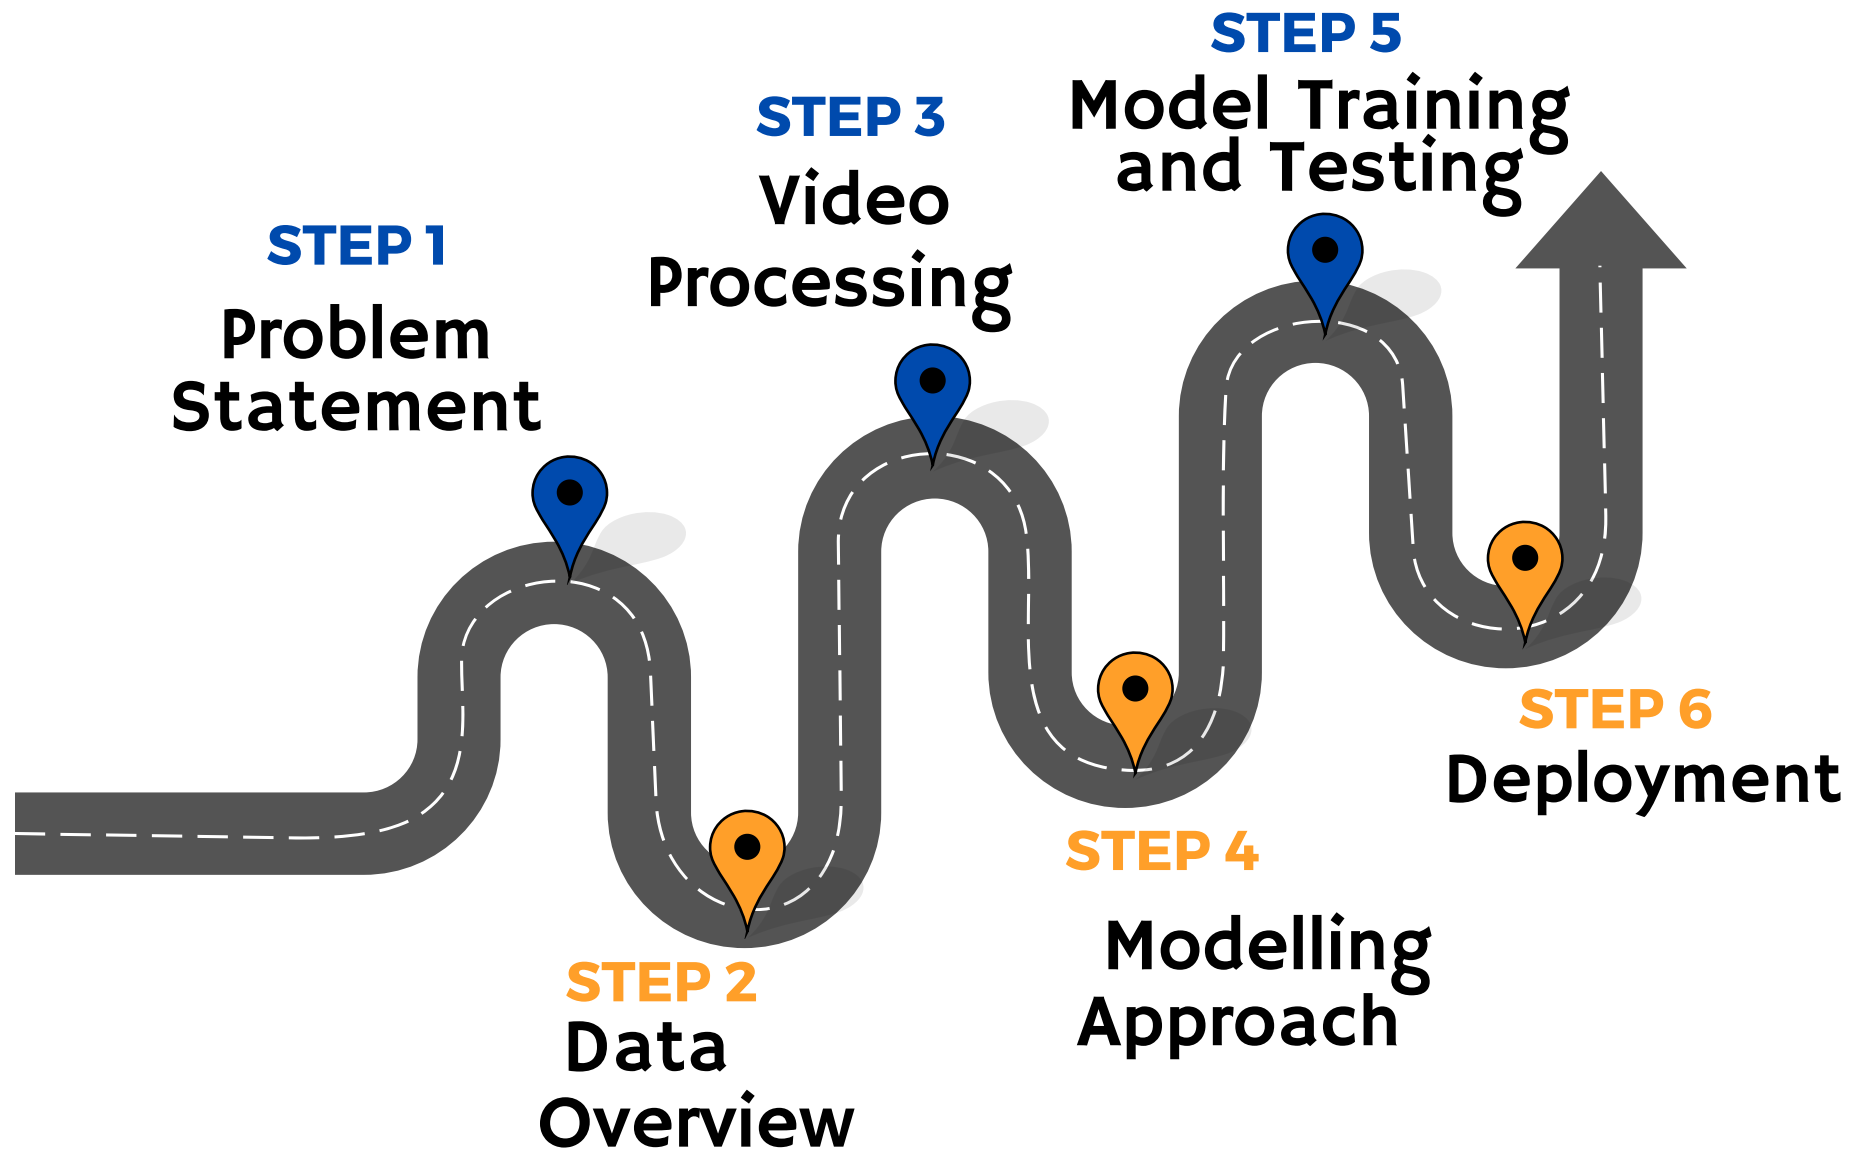 STEP 1
Problem
Statement
STEP 2
Data
Overview
STEP 3
Video
Processing
STEP 4
Modelling
Approach
STEP 5
Model Training
and Testing
STEP 6
Deployment